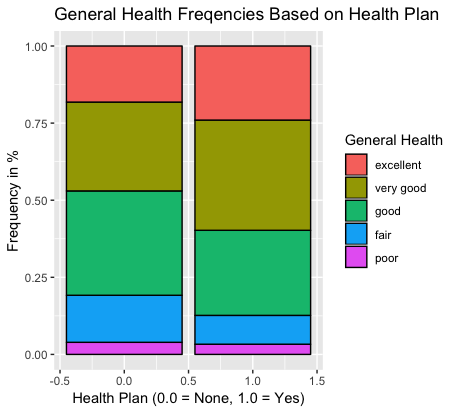 General Health Freqencies Based on Health Plan
1.00
0.75
0.50
0.25
0.00
Frequency in %
-0.5
0.0
0.5
1.0
1.5
Health Plan (0.0 = None, 1.0 = Yes)
General Health
excellent
very good
good
fair
poor